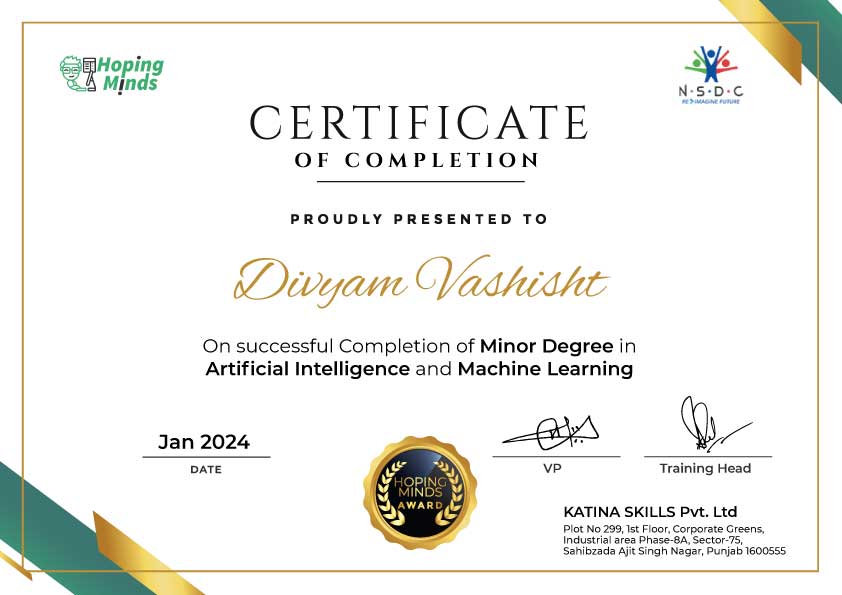 Hoping
Minds
N·S·D·C
RE IMAGINE FUTURE
CERTIFICATE
OF COMPLETION
PROUDLY PRESENTED TO
Divyam Vashisht
On successful Completion of Minor Degree in
Artificial Intelligence and Machine Learning
Jan 2024
DATE
HOPING
MINDS
AWARD
VP
Training Head
KATINA SKILLS Pvt. Ltd
Plot No 299, 1st Floor, Corporate Greens,
Industrial area Phase-8A, Sector-75,
Sahibzada Ajit Singh Nagar, Punjab 1600555